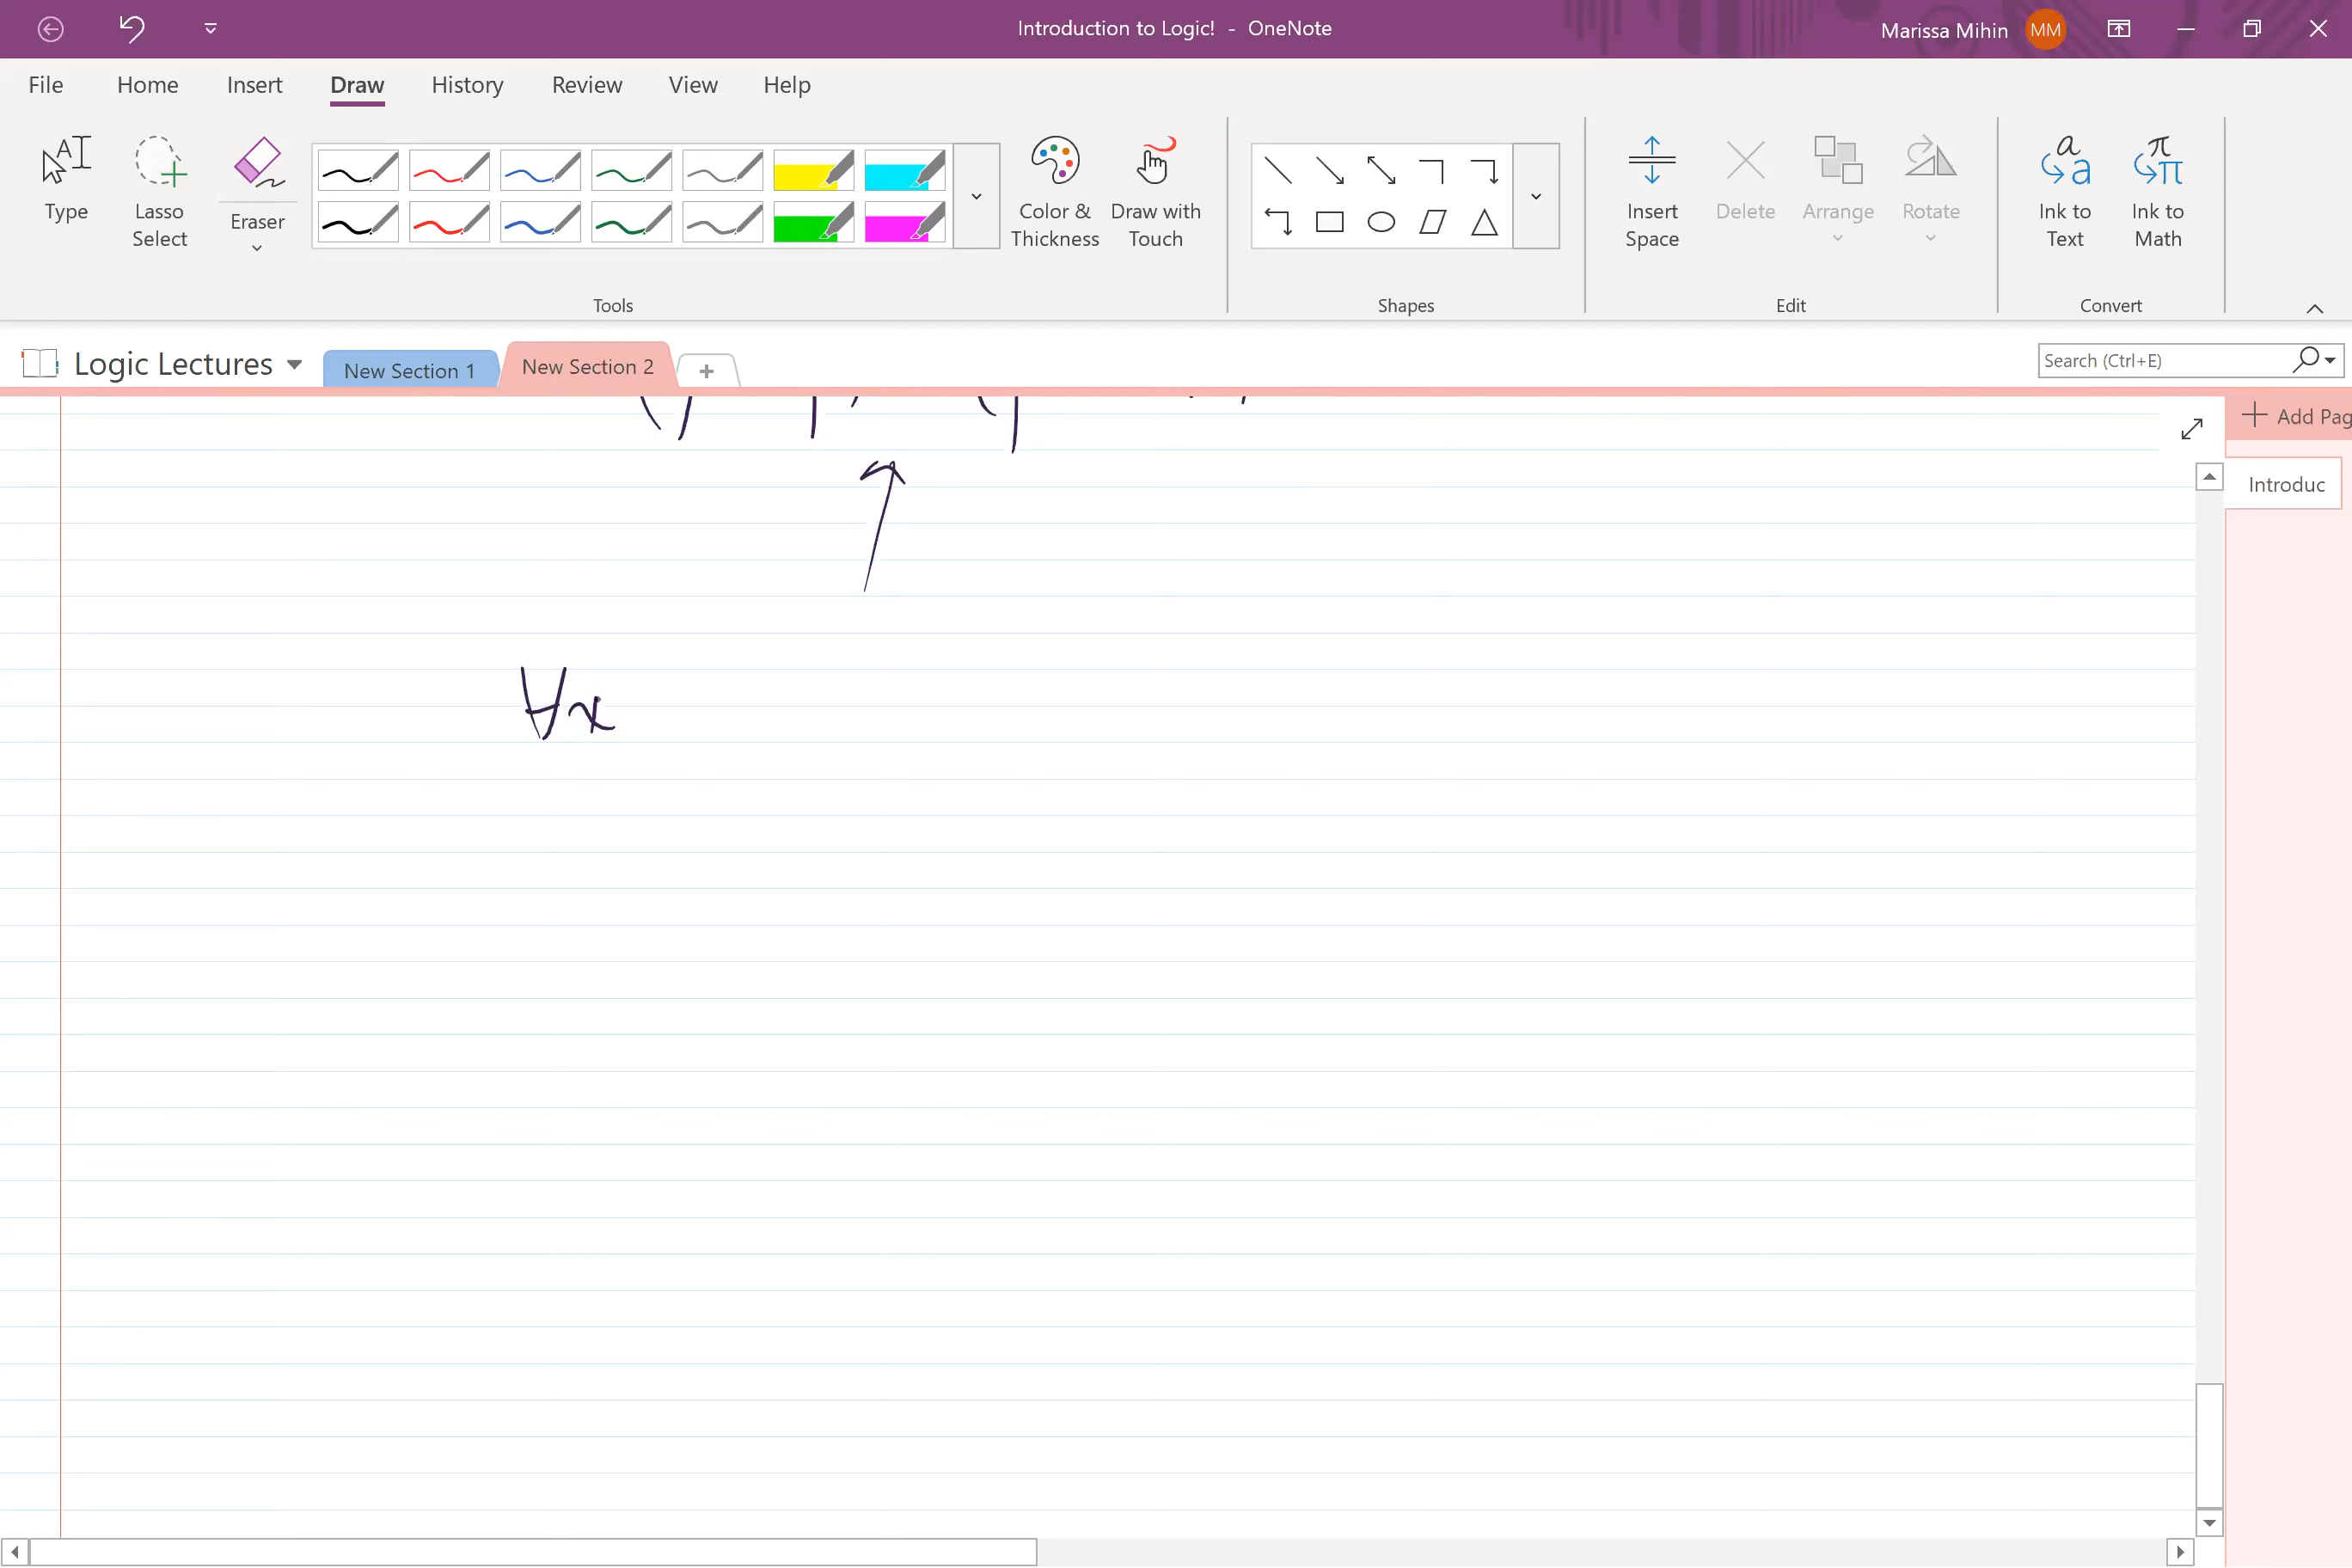 Introduction to Logic! - OneNote
Marissa Mihin MM
File Home Insert Draw History Review View Help
Type
Lasso Select
Eraser
Color & Thickness
Draw with Touch
Insert Space
Delete
Arrange
Rotate
Ink to Text
Ink to Math
Tools Shapes Edit Convert
Logic Lectures New Section 1 New Section 2 +
Search (Ctrl+E)
Add Pag
Introduc
∀x